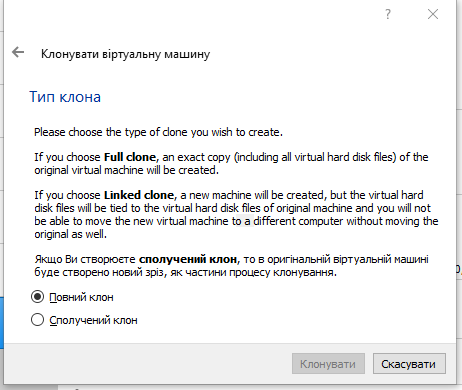 ?
Клонувати віртуальну машину
Тип клона
Please choose the type of clone you wish to create.
If you choose Full clone, an exact copy (including all virtual hard disk files) of the
original virtual machine will be created.
If you choose Linked clone, a new machine will be created, but the virtual hard
disk files will be tied to the virtual hard disk files of original machine and you will not
be able to move the new virtual machine to a different computer without moving the
original as well.
Якщо Ви створюєте сполучений клон, то в оригінальній віртуальній машині
буде створено новий зріз, як частини процесу клонування.
Повний клон
Сполучений клон
Клонувати Скасувати